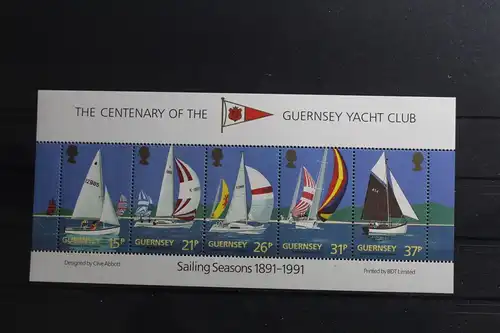 THE CENTENARY OF THE GUERNSEY YACHT CLUB
GUERNSEY 15P GUERNSEY 21P GUERNSEY 26P GUERNSEY 31P GUERNSEY 37P
Designed by Clive Abbott Sailing Seasons 1891-1991 Printed by BDT Limited